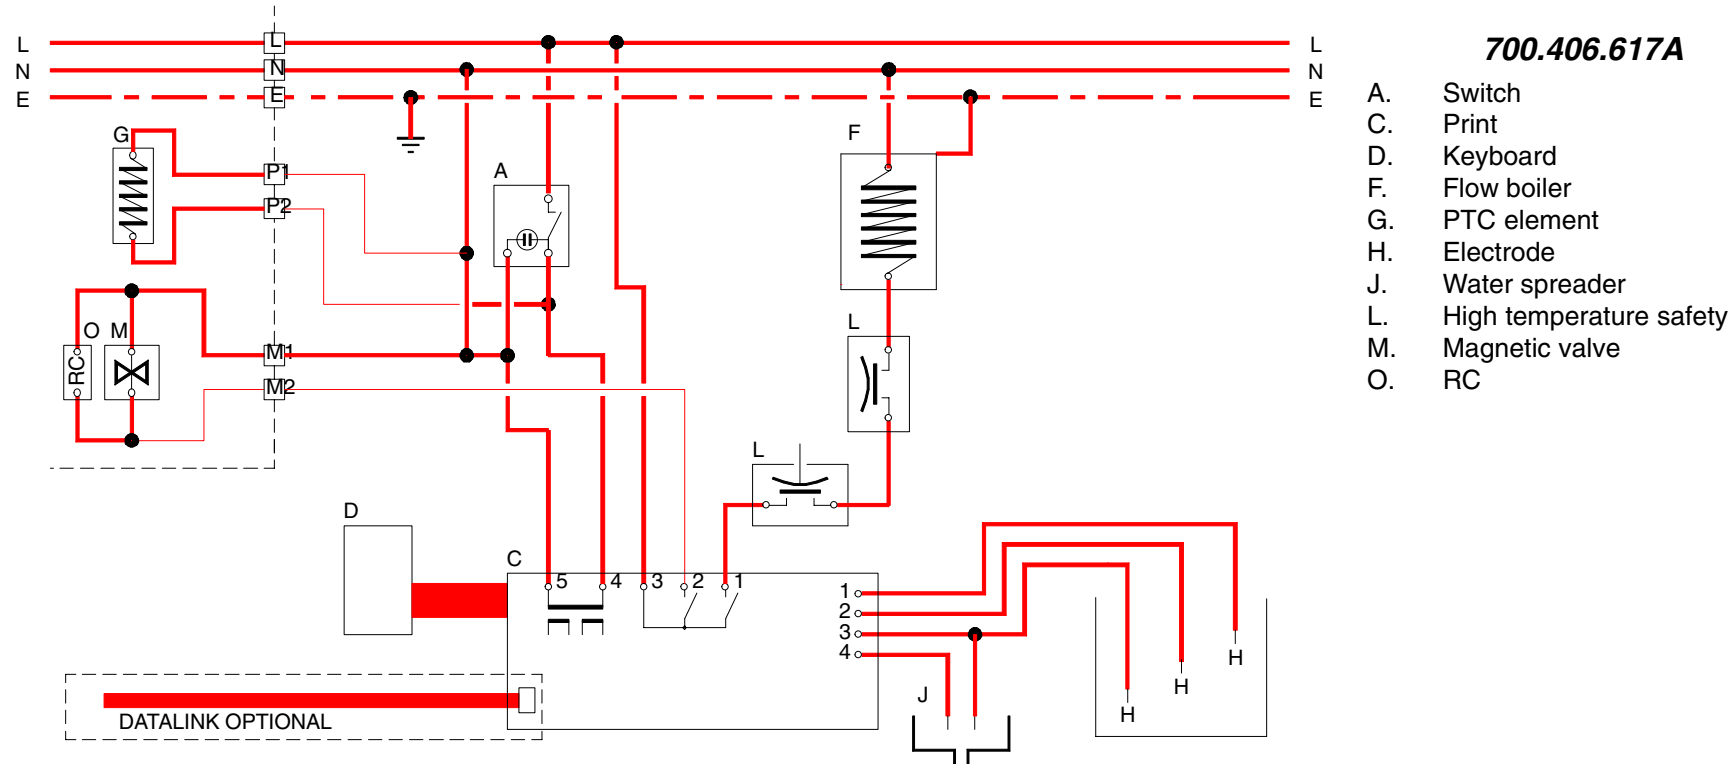 L L L
N N N
E E E
700.406.617A
A. Switch
C. Print
D. Keyboard
F. Flow boiler
G. PTC element
H. Electrode
J. Water spreader
L. High temperature safety
M. Magnetic valve
O. RC
G
P1
P2
A
F
O M
RC
M1
M2
L
L
D
C
5 4 3 2 1
1
2
3
4
H
H
H
J
DATALINK OPTIONAL